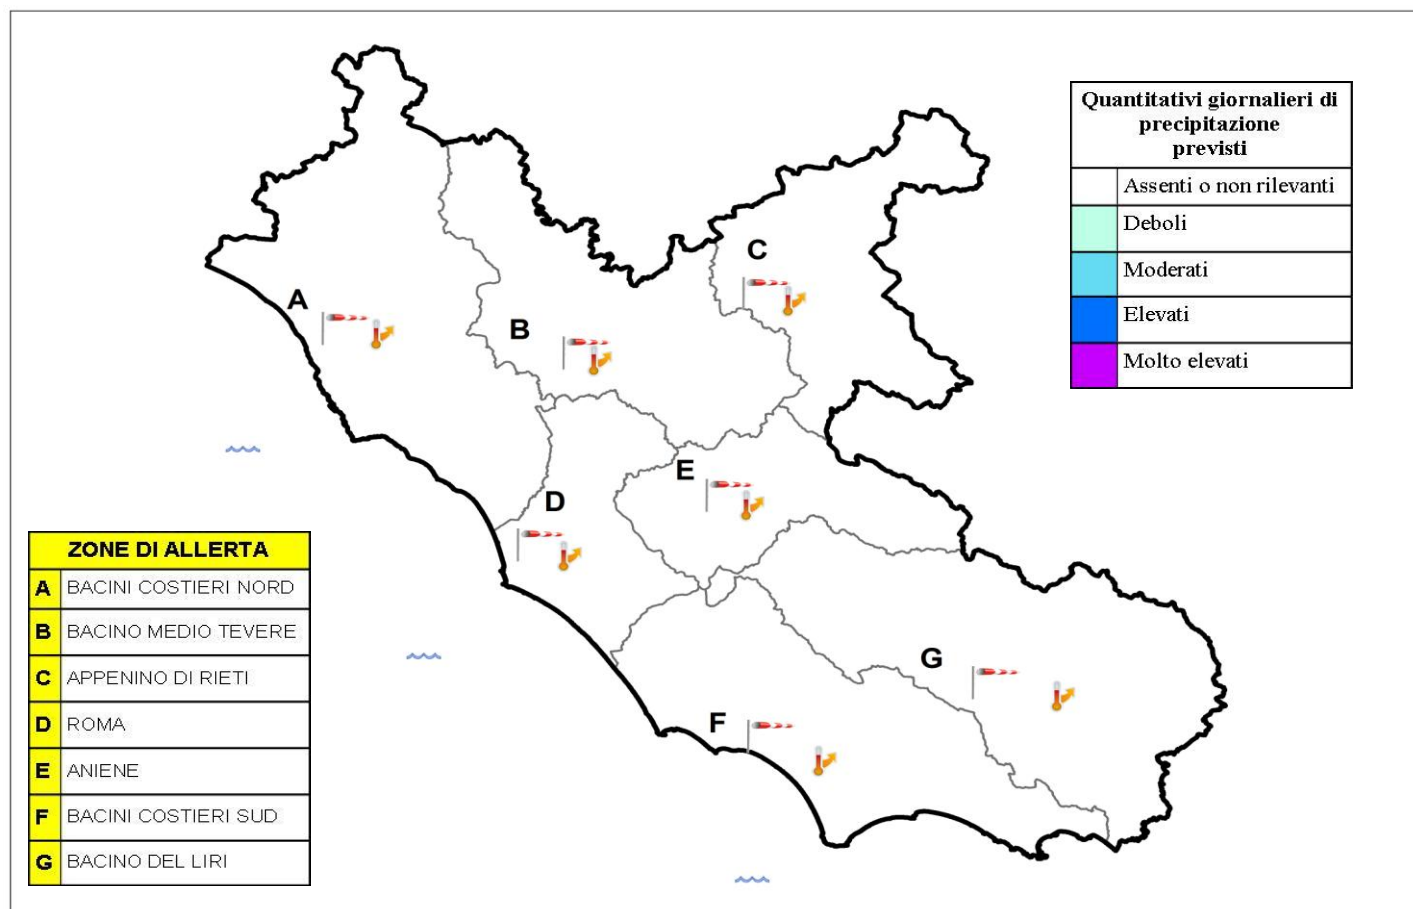 Quantitativi giornalieri di
precipitazione
previsti
Assenti o non rilevanti
Deboli
Moderati
Elevati
Molto elevati
C
A
B
E
D
G
F
ZONE DI ALLERTA
A BACINI COSTIERI NORD
B BACINO MEDIO TEVERE
C APPENINO DI RIETI
D ROMA
E ANIENE
F BACINI COSTIERI SUD
G BACINO DEL LIRI